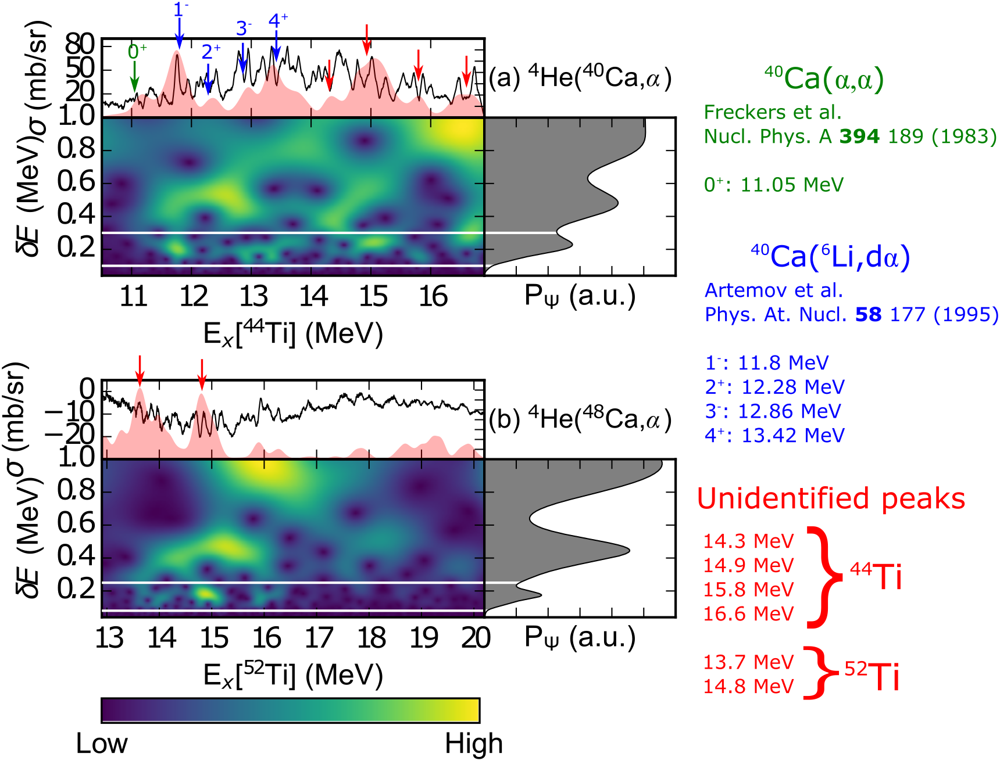 1⁻
3⁻
4⁺
0⁺
2⁺
σ (mb/sr)
80
50
20
(a) ⁴He(⁴⁰Ca,α)
δE (MeV)
1.0
0.8
0.6
0.4
0.2
11 12 13 14 15 16
Eₓ[⁴⁴Ti] (MeV)
PΨ (a.u.)
σ (mb/sr)
0
−10
−20
(b) ⁴He(⁴⁸Ca,α)
δE (MeV)
1.0
0.8
0.6
0.4
0.2
13 14 15 16 17 18 19 20
Eₓ[⁵²Ti] (MeV)
PΨ (a.u.)
Low High
⁴⁰Ca(α,α)
Freckers et al.
Nucl. Phys. A 394 189 (1983)
0⁺: 11.05 MeV
⁴⁰Ca(⁶Li,dα)
Artemov et al.
Phys. At. Nucl. 58 177 (1995)
1⁻: 11.8 MeV
2⁺: 12.28 MeV
3⁻: 12.86 MeV
4⁺: 13.42 MeV
Unidentified peaks
14.3 MeV
14.9 MeV
15.8 MeV
16.6 MeV
⁴⁴Ti
13.7 MeV
14.8 MeV
⁵²Ti